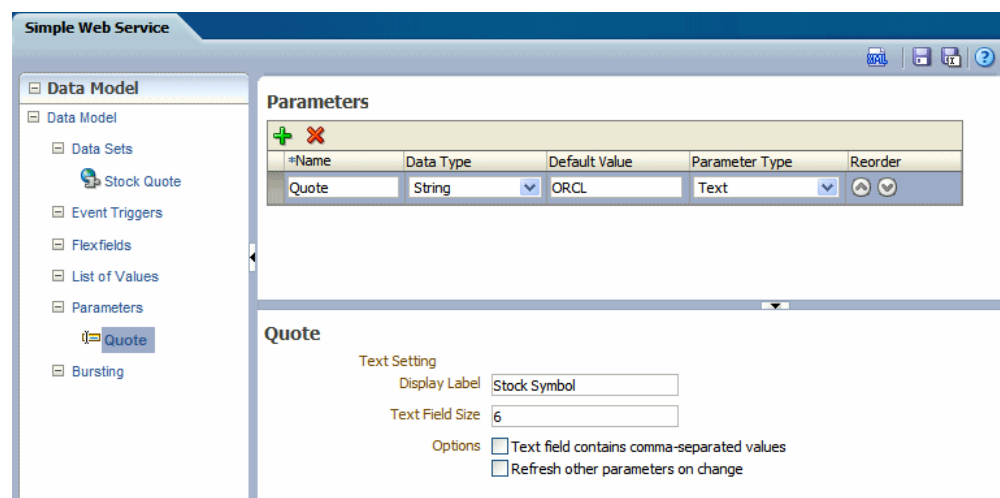 Simple Web Service
XML
Data Model
Data Model
Data Sets
Stock Quote
Event Triggers
Flexfields
List of Values
Parameters
Quote
Bursting
Parameters
*Name Data Type Default Value Parameter Type Reorder
Quote String ORCL Text
Quote
Text Setting
Display Label Stock Symbol
Text Field Size 6
Options Text field contains comma-separated values
Refresh other parameters on change